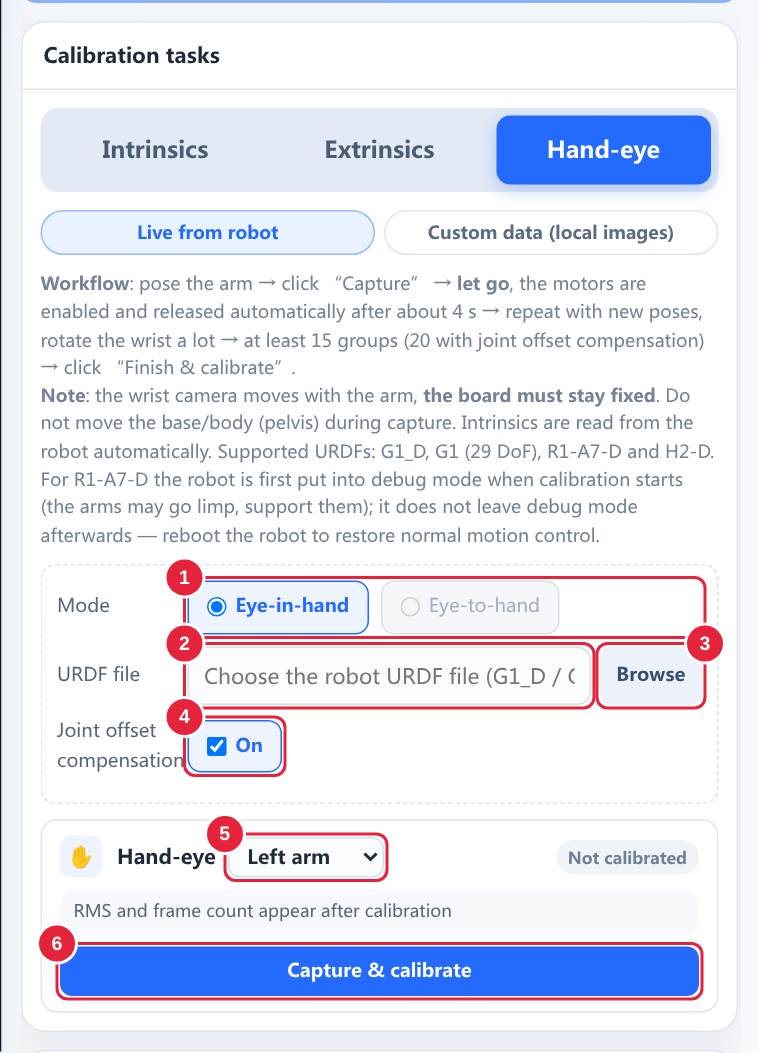 Calibration tasks
Intrinsics
Extrinsics
Hand-eye
Live from robot
Custom data (local images)
Workflow: pose the arm → click “Capture” → let go, the motors are
enabled and released automatically after about 4 s → repeat with new poses,
rotate the wrist a lot → at least 15 groups (20 with joint offset compensation)
→ click “Finish & calibrate” .
Note: the wrist camera moves with the arm, the board must stay fixed. Do
not move the base/body (pelvis) during capture. Intrinsics are read from the
robot automatically. Supported URDFs: G1_D, G1 (29 DoF), R1-A7-D and H2-D.
For R1-A7-D the robot is first put into debug mode when calibration starts
(the arms may go limp, support them); it does not leave debug mode
afterwards — reboot the robot to restore normal motion control.
1
Mode
Eye-in-hand
Eye-to-hand
2
3
URDF file
Choose the robot URDF file (G1_D / 
Browse
4
Joint offset
compensation
On
5
Hand-eye
Left arm
Not calibrated
RMS and frame count appear after calibration
6
Capture & calibrate